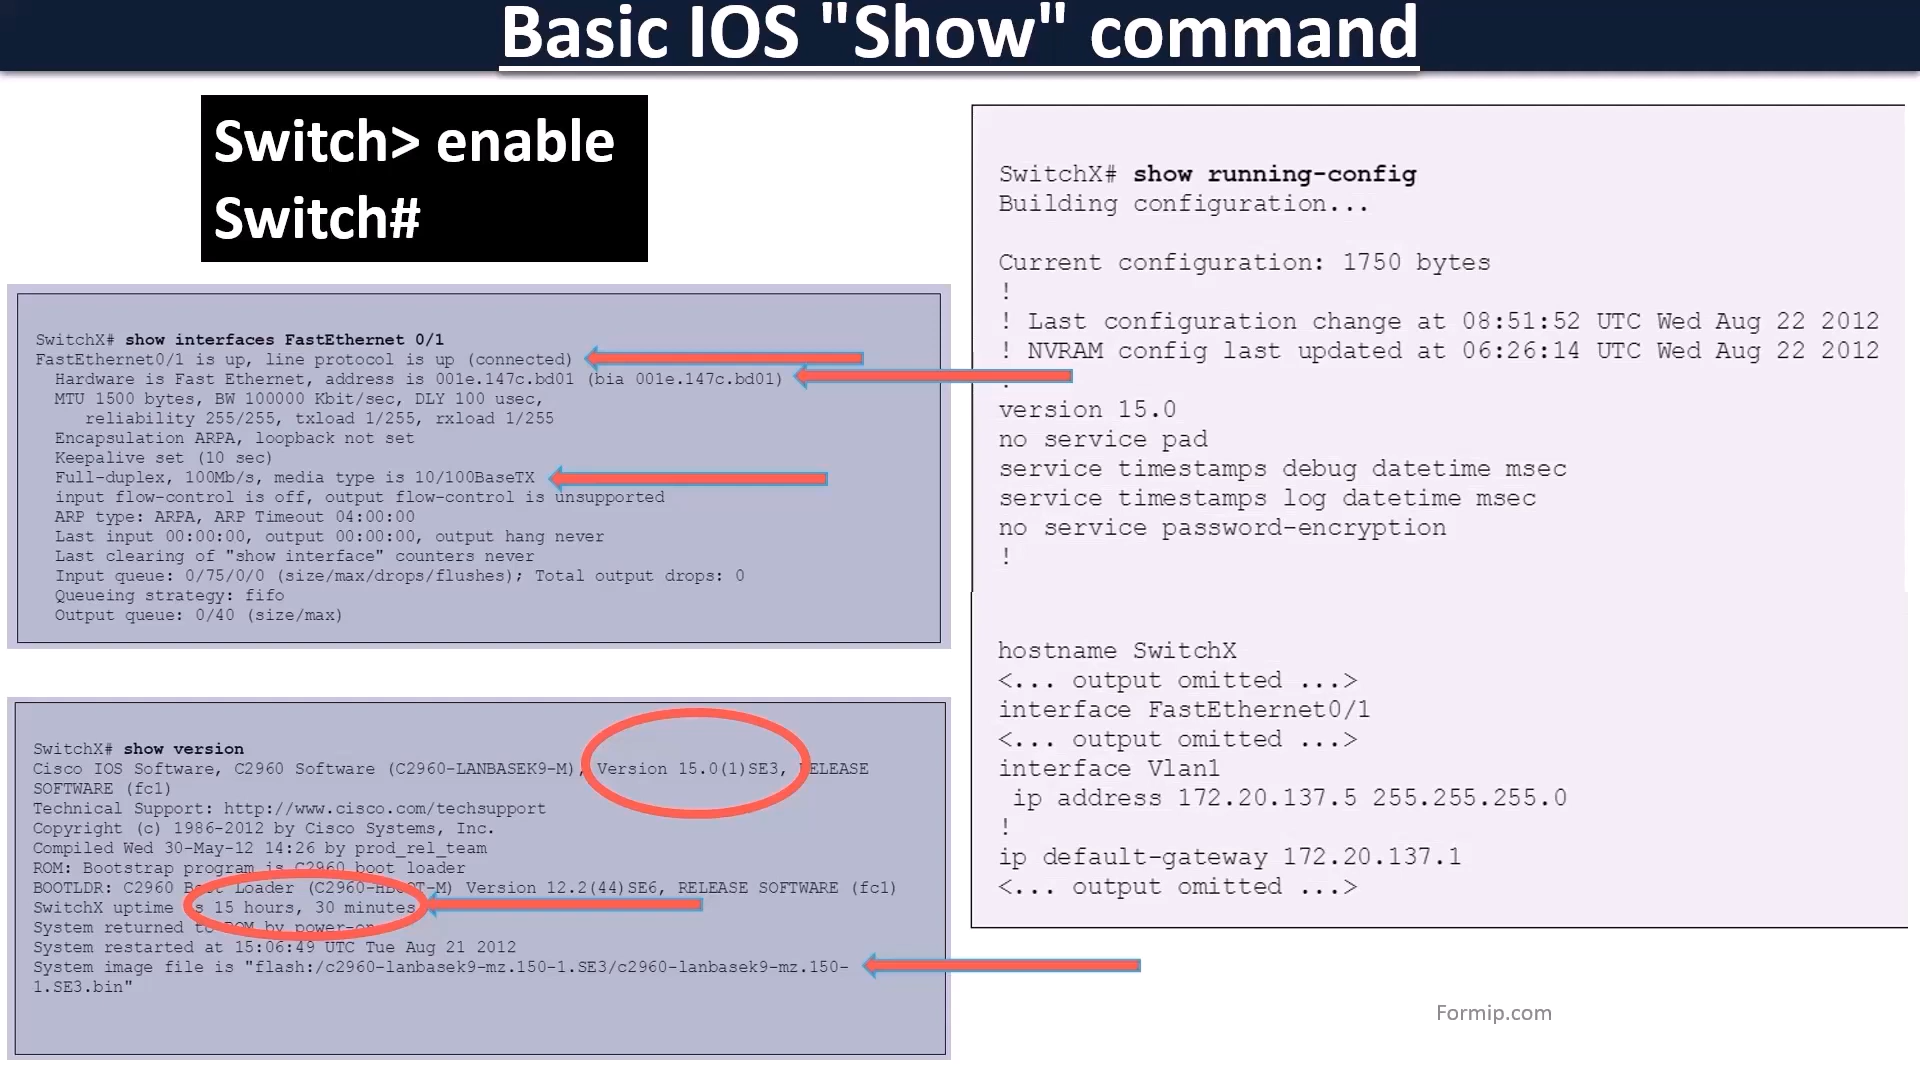 Basic IOS "Show" command
Switch> enable
Switch#
SwitchX# show interfaces FastEthernet 0/1
FastEthernet0/1 is up, line protocol is up (connected)
Hardware is Fast Ethernet, address is 001e.147c.bd01 (bia 001e.147c.bd01)
MTU 1500 bytes, BW 100000 Kbit/sec, DLY 100 usec,
reliability 255/255, txload 1/255, rxload 1/255
Encapsulation ARPA, loopback not set
Keepalive set (10 sec)
Full-duplex, 100Mb/s, media type is 10/100BaseTX
input flow-control is off, output flow-control is unsupported
ARP type: ARPA, ARP Timeout 04:00:00
Last input 00:00:00, output 00:00:00, output hang never
Last clearing of "show interface" counters never
Input queue: 0/75/0/0 (size/max/drops/flushes); Total output drops: 0
Queueing strategy: fifo
Output queue: 0/40 (size/max)
SwitchX# show version
Cisco IOS Software, C2960 Software (C2960-LANBASEK9-M), Version 15.0(1)SE3, RELEASE
SOFTWARE (fc1)
Technical Support: http://www.cisco.com/techsupport
Copyright (c) 1986-2012 by Cisco Systems, Inc.
Compiled Wed 30-May-12 14:26 by prod_rel_team
ROM: Bootstrap program is C2960 boot loader
BOOTLDR: C2960 Boot Loader (C2960-HBOOT-M) Version 12.2(44)SE6, RELEASE SOFTWARE (fc1)
SwitchX uptime is 15 hours, 30 minutes
System returned to ROM by power-on
System restarted at 15:06:49 UTC Tue Aug 21 2012
System image file is "flash:/c2960-lanbasek9-mz.150-1.SE3/c2960-lanbasek9-mz.150-
1.SE3.bin"
SwitchX# show running-config
Building configuration...
Current configuration: 1750 bytes
!
! Last configuration change at 08:51:52 UTC Wed Aug 22 2012
! NVRAM config last updated at 06:26:14 UTC Wed Aug 22 2012
!
version 15.0
no service pad
service timestamps debug datetime msec
service timestamps log datetime msec
no service password-encryption
!
hostname SwitchX
<... output omitted ...>
interface FastEthernet0/1
<... output omitted ...>
interface Vlan1
ip address 172.20.137.5 255.255.255.0
!
ip default-gateway 172.20.137.1
<... output omitted ...>
Formip.com